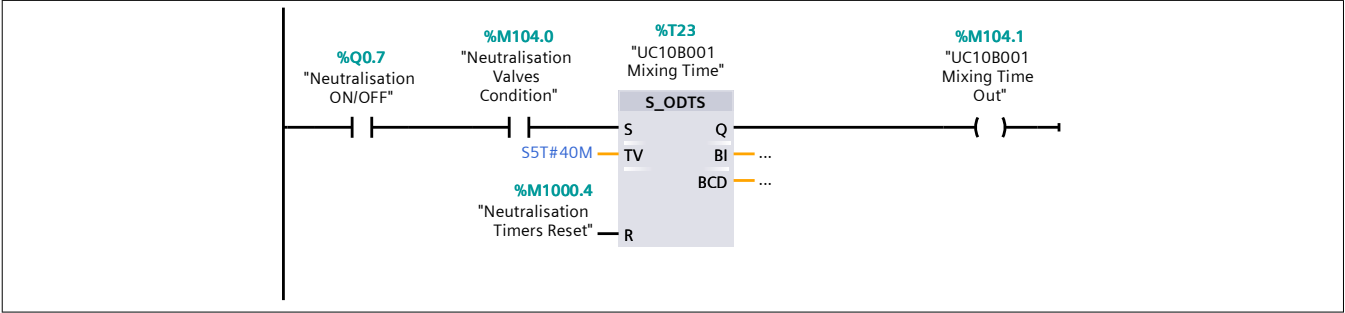 %Q0.7
"Neutralisation
ON/OFF"
%M104.0
"Neutralisation
Valves
Condition"
%T23
"UC10B001
Mixing Time"
S_ODTS
S
Q
S5T#40M
TV
BI
...
BCD
...
%M1000.4
"Neutralisation
Timers Reset"
R
%M104.1
"UC10B001
Mixing Time
Out"